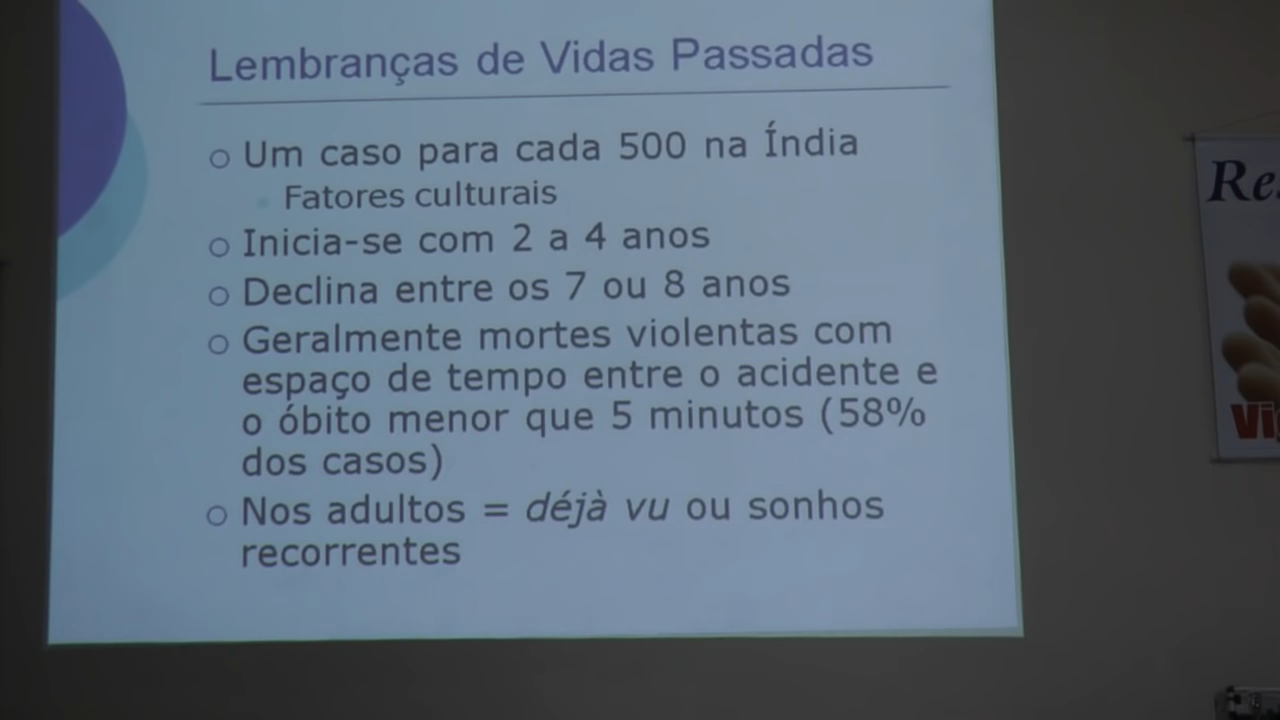 Lembranças de Vidas Passadas
Um caso para cada 500 na Índia
Fatores culturais
Inicia-se com 2 a 4 anos
Declina entre os 7 ou 8 anos
Geralmente mortes violentas com
espaço de tempo entre o acidente e
o óbito menor que 5 minutos (58%
dos casos)
Nos adultos = déjà vu ou sonhos
recorrentes